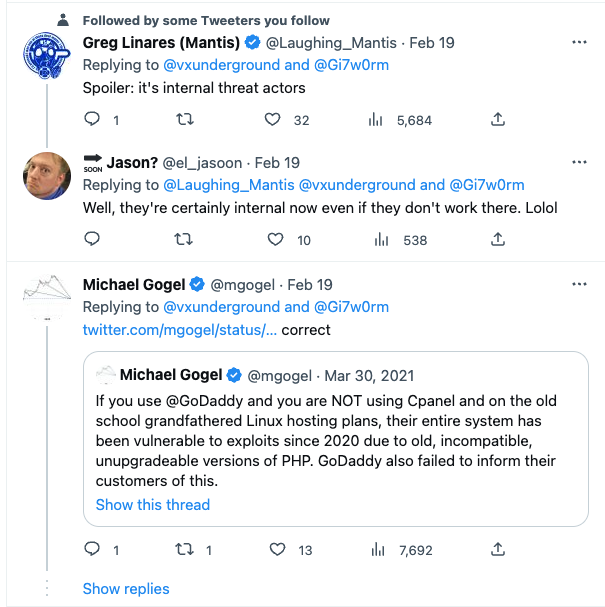 Followed by some Tweeters you follow
Greg Linares (Mantis) @Laughing_Mantis · Feb 19
Replying to @vxunderground and @Gi7w0rm
Spoiler: it's internal threat actors
1 32 5,684
SOON Jason? @el_jasoon · Feb 19
Replying to @Laughing_Mantis @vxunderground and @Gi7w0rm
Well, they're certainly internal now even if they don't work there. Lolol
10 538
Michael Gogel @mgogel · Feb 19
Replying to @vxunderground and @Gi7w0rm
twitter.com/mgogel/status/... correct
Michael Gogel @mgogel · Mar 30, 2021
If you use @GoDaddy and you are NOT using Cpanel and on the old
school grandfathered Linux hosting plans, their entire system has
been vulnerable to exploits since 2020 due to old, incompatible,
unupgradeable versions of PHP. GoDaddy also failed to inform their
customers of this.
Show this thread
1 1 13 7,692
Show replies